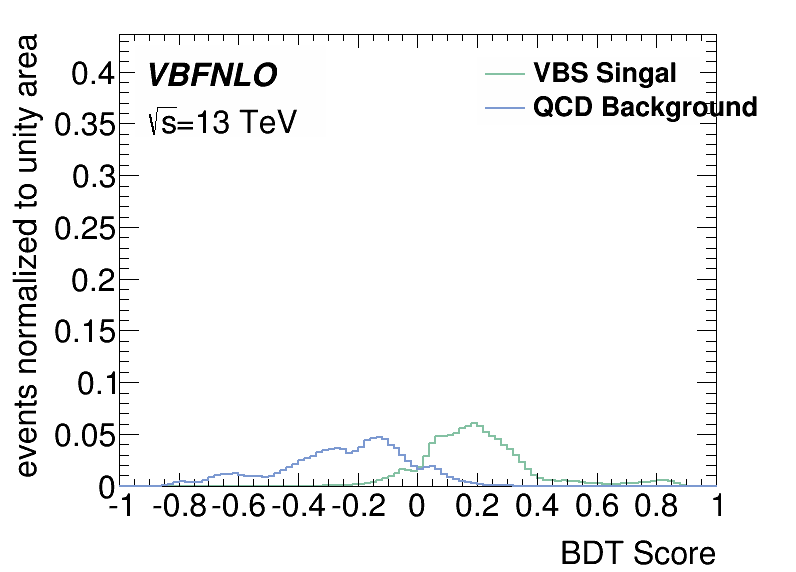 VBFNLO
√s=13 TeV
VBS Singal
QCD Background
events normalized to unity area
0.4
0.35
0.3
0.25
0.2
0.15
0.1
0.05
0
-1 -0.8 -0.6 -0.4 -0.2 0 0.2 0.4 0.6 0.8 1
BDT Score